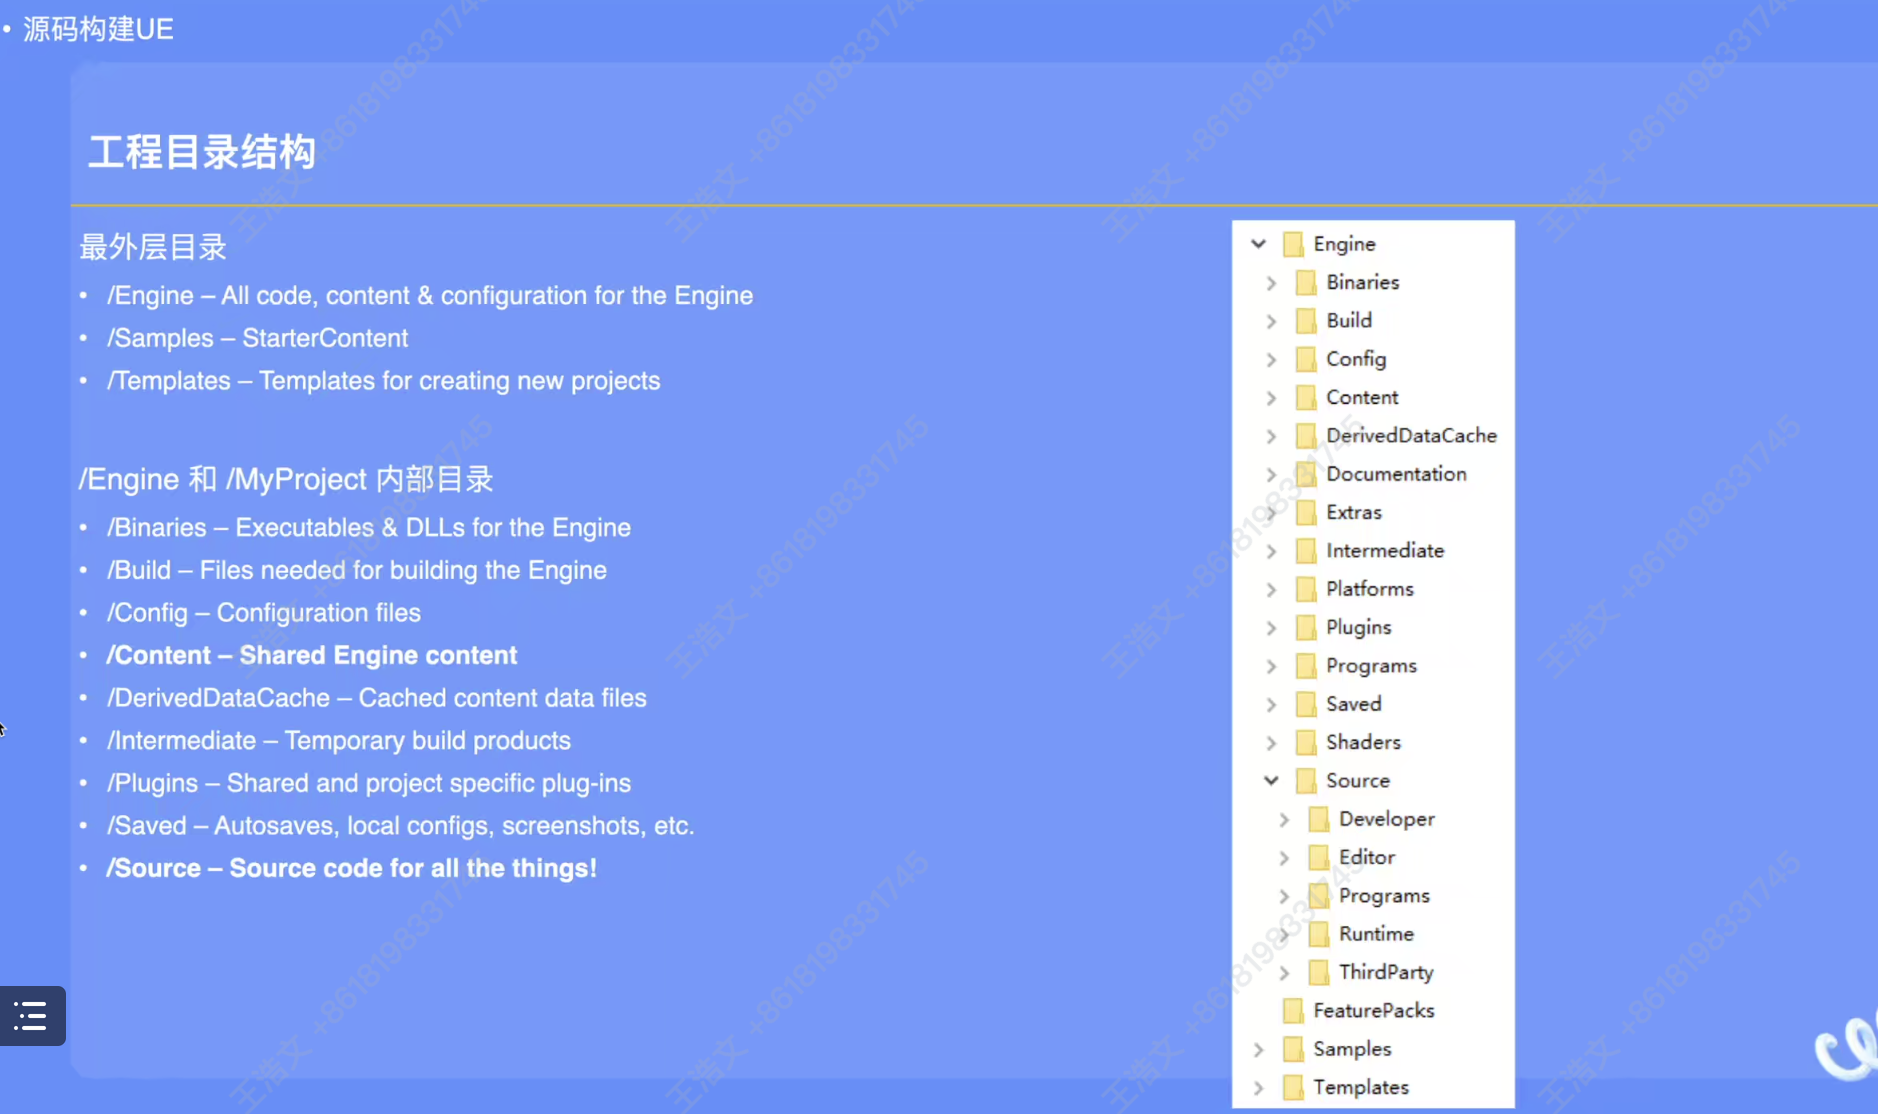 • 源码构建UE
工程目录结构
最外层目录
• /Engine – All code, content & configuration for the Engine
• /Samples – StarterContent
• /Templates – Templates for creating new projects
/Engine 和 /MyProject 内部目录
• /Binaries – Executables & DLLs for the Engine
• /Build – Files needed for building the Engine
• /Config – Configuration files
• /Content – Shared Engine content
• /DerivedDataCache – Cached content data files
• /Intermediate – Temporary build products
• /Plugins – Shared and project specific plug-ins
• /Saved – Autosaves, local configs, screenshots, etc.
• /Source – Source code for all the things!
Engine
Binaries
Build
Config
Content
DerivedDataCache
Documentation
Extras
Intermediate
Platforms
Plugins
Programs
Saved
Shaders
Source
Developer
Editor
Programs
Runtime
ThirdParty
FeaturePacks
Samples
Templates
王浩文 +8618198331745